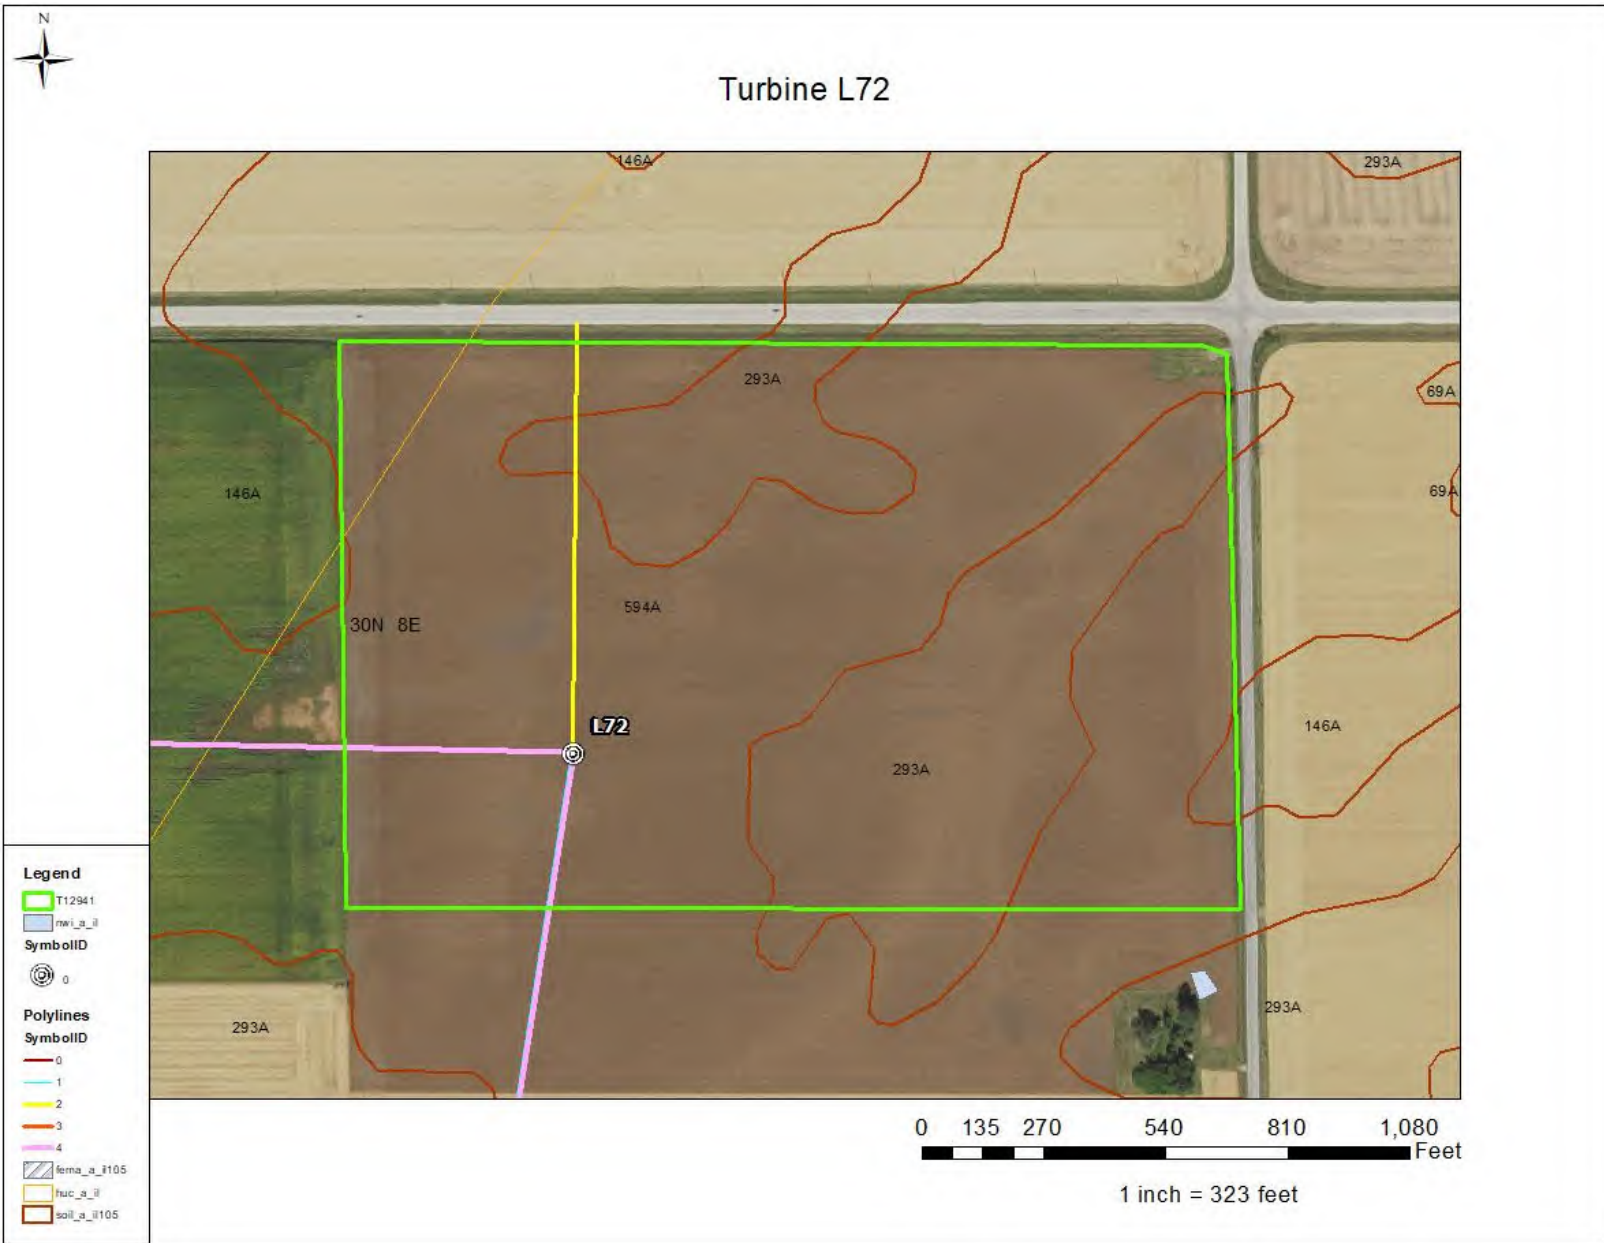 N
Turbine L72
146A
293A
293A
69A
146A
69A
594A
30N 8E
L72
146A
293A
293A
293A
Legend
T12941
nwi_a_il
SymbolID
0
Polylines
SymbolID
0
1
2
3
4
fema_a_il105
huc_a_il
soil_a_il105
0 135 270 540 810 1,080
Feet
1 inch = 323 feet